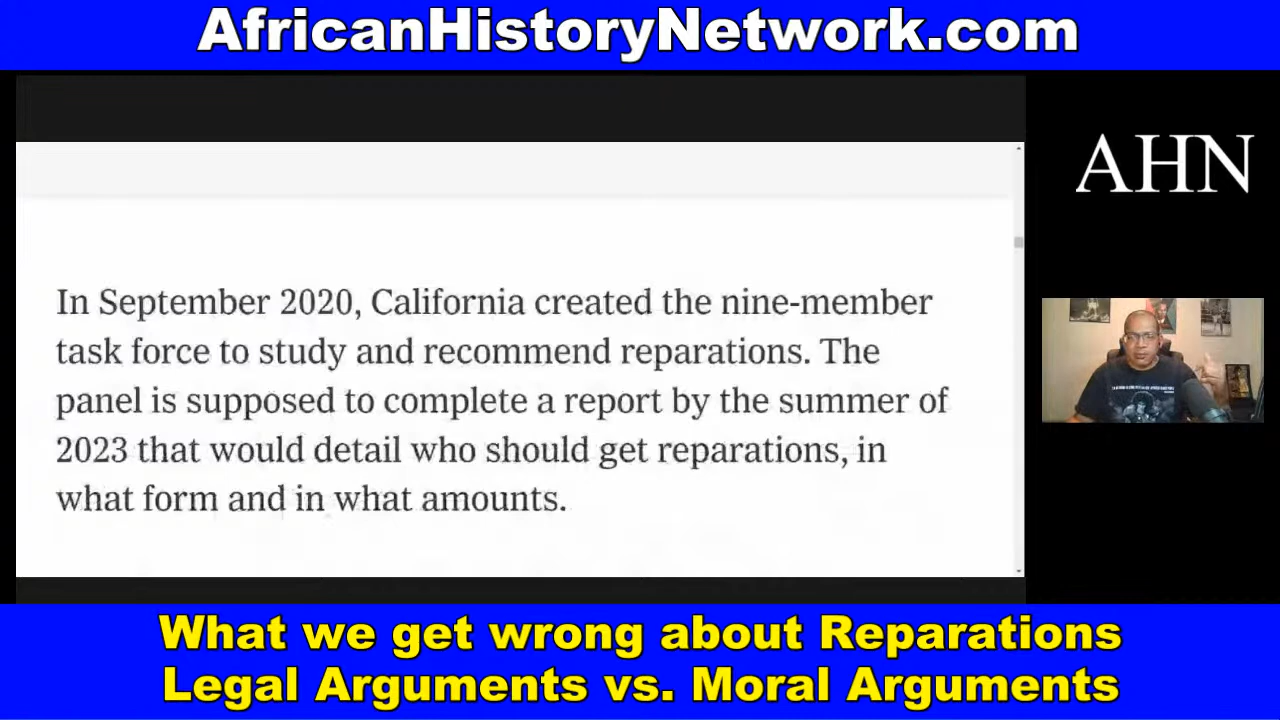 AfricanHistoryNetwork.com
AHN
In September 2020, California created the nine-member
task force to study and recommend reparations. The
panel is supposed to complete a report by the summer of
2023 that would detail who should get reparations, in
what form and in what amounts.
What we get wrong about Reparations
Legal Arguments vs. Moral Arguments